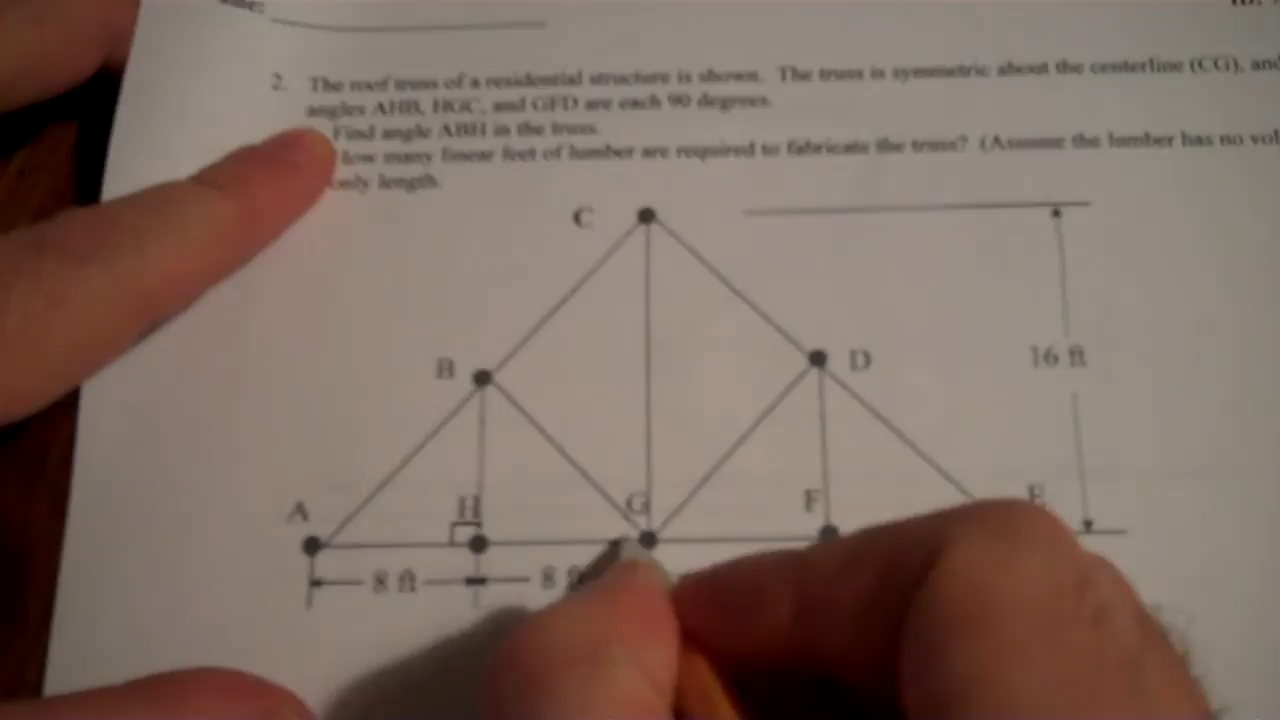 2. The roof truss of a residential structure is shown. The truss is symmetric about the centerline (CG), and
angles AHB, HGC, and GFD are each 90 degrees.
Find angle ABH in the truss.
How many linear feet of lumber are required to fabricate the truss? (Assume the lumber has no vol
only length.
C
B
D
16 ft
A
H
G
F
E
8 ft
8